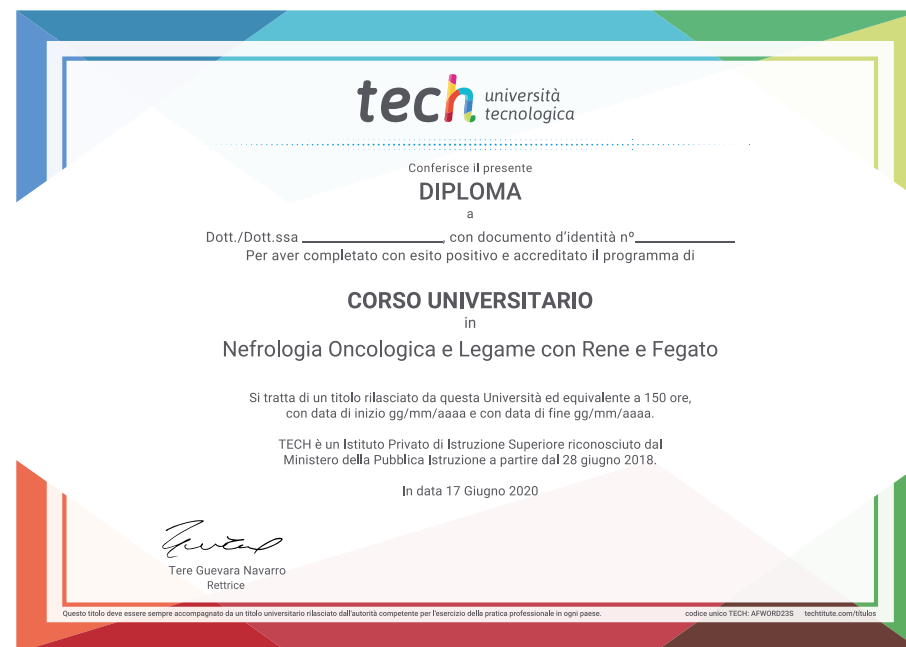 tech università
tecnologica
Conferisce il presente
DIPLOMA
a
Dott./Dott.ssa ____________________, con documento d'identità nº______________
Per aver completato con esito positivo e accreditato il programma di
CORSO UNIVERSITARIO
in
Nefrologia Oncologica e Legame con Rene e Fegato
Si tratta di un titolo rilasciato da questa Università ed equivalente a 150 ore,
con data di inizio gg/mm/aaaa e con data di fine gg/mm/aaaa.
TECH è un Istituto Privato di Istruzione Superiore riconosciuto dal
Ministero della Pubblica Istruzione a partire dal 28 giugno 2018.
In data 17 Giugno 2020
Tere Guevara Navarro
Rettrice
Questo titolo deve essere sempre accompagnato da un titolo universitario rilasciato dall'autorità competente per l'esercizio della pratica professionale in ogni paese. codice unico TECH: AFWORD23S techtitute.com/títulos